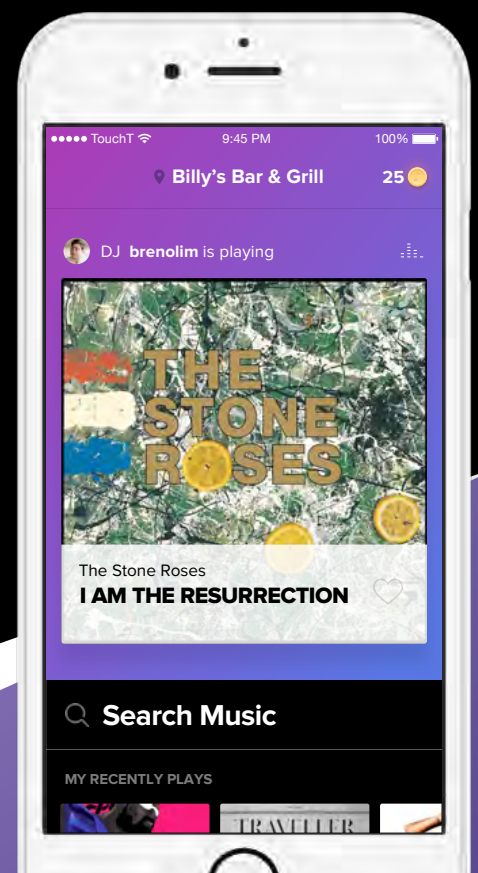 TouchT 9:45 PM 100%
Billy's Bar & Grill 25
DJ brenolim is playing
THE
STONE
ROSES
The Stone Roses
I AM THE RESURRECTION
Search Music
MY RECENTLY PLAYS
TRAVELLER